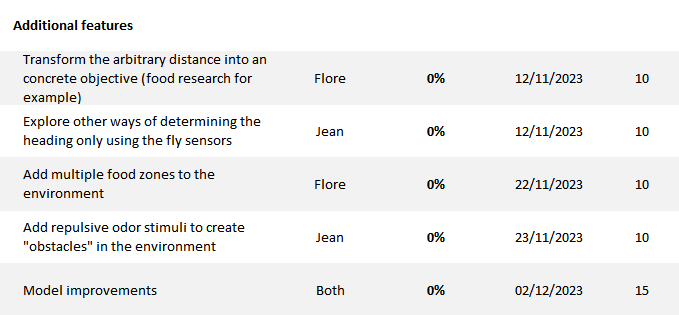 Additional features
Transform the arbitrary distance into an
concrete objective (food research for
example)
Flore 0% 12/11/2023 10
Explore other ways of determining the
heading only using the fly sensors
Jean 0% 12/11/2023 10
Add multiple food zones to the
environment
Flore 0% 22/11/2023 10
Add repulsive odor stimuli to create
"obstacles" in the environment
Jean 0% 23/11/2023 10
Model improvements Both 0% 02/12/2023 15